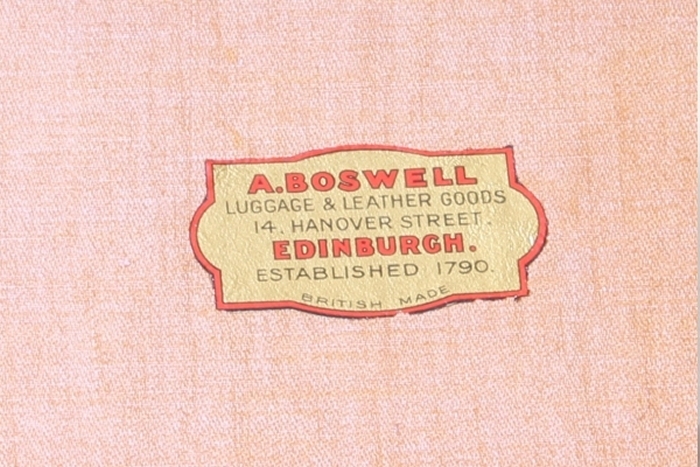 A. BOSWELL
LUGGAGE & LEATHER GOODS
14, HANOVER STREET.
EDINBURGH.
ESTABLISHED 1790.
BRITISH MADE